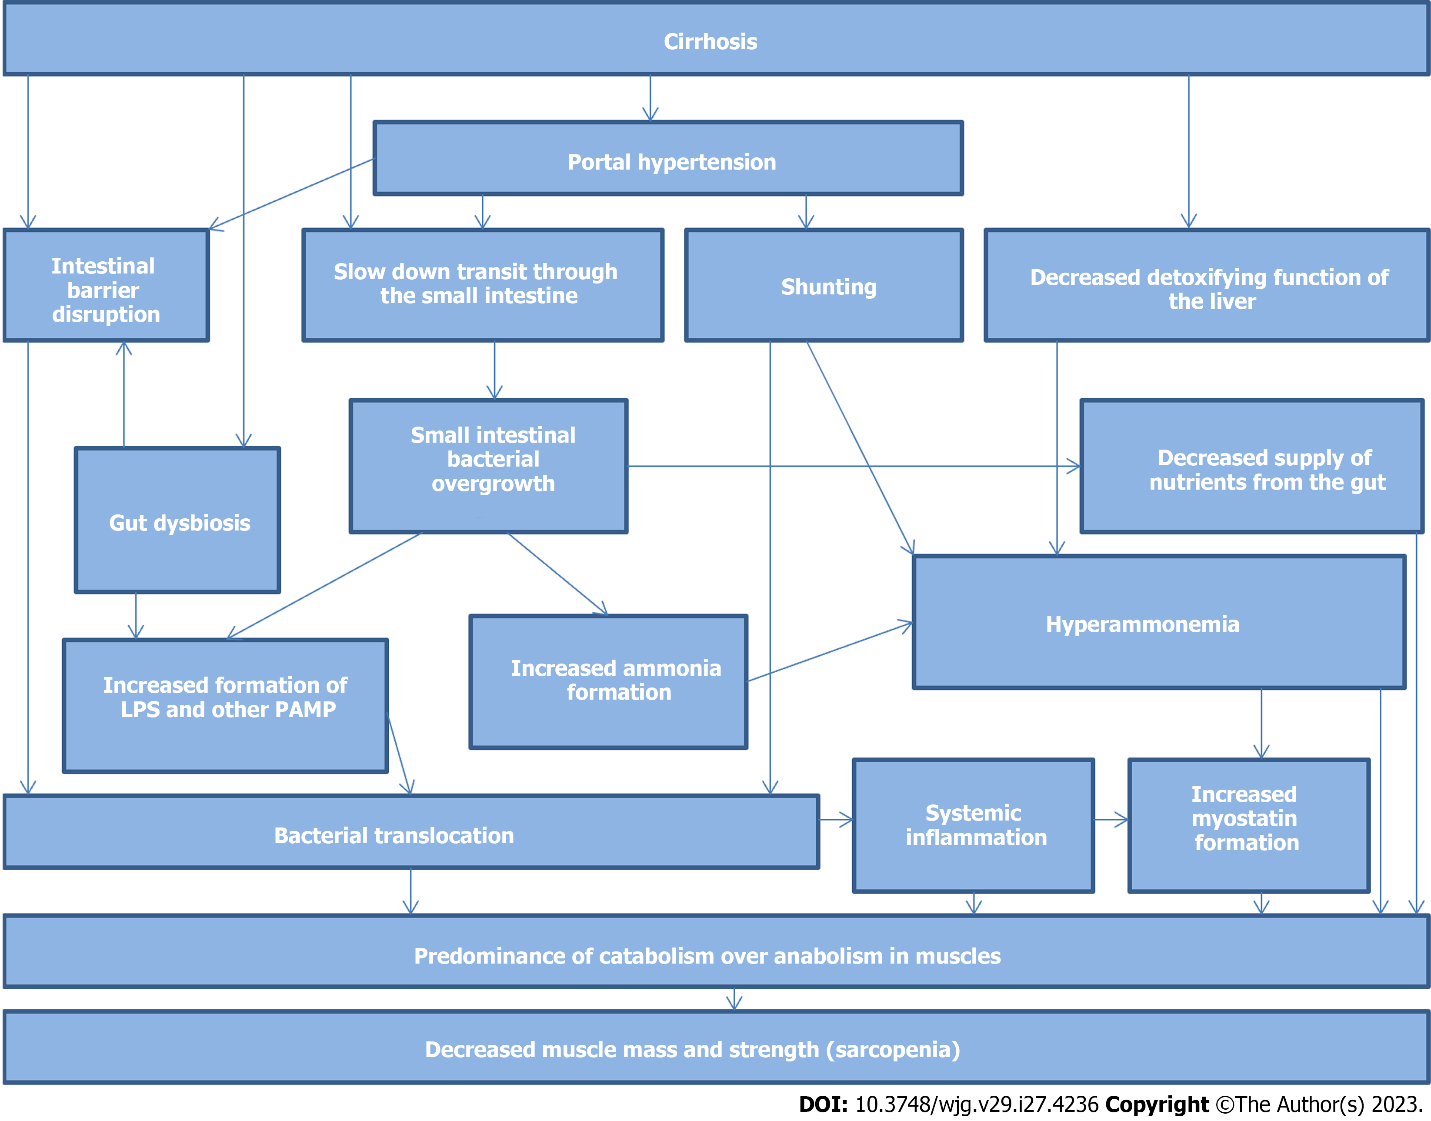 Cirrhosis
Portal hypertension
Intestinal
barrier
disruption
Slow down transit through
the small intestine
Shunting
Decreased detoxifying function of
the liver
Small intestinal
bacterial
overgrowth
Decreased supply of
nutrients from the gut
Gut dysbiosis
Hyperammonemia
Increased formation of
LPS and other PAMP
Increased ammonia
formation
Bacterial translocation
Systemic
inflammation
Increased
myostatin
formation
Predominance of catabolism over anabolism in muscles
Decreased muscle mass and strength (sarcopenia)
DOI: 10.3748/wjg.v29.i27.4236 Copyright ©The Author(s) 2023.